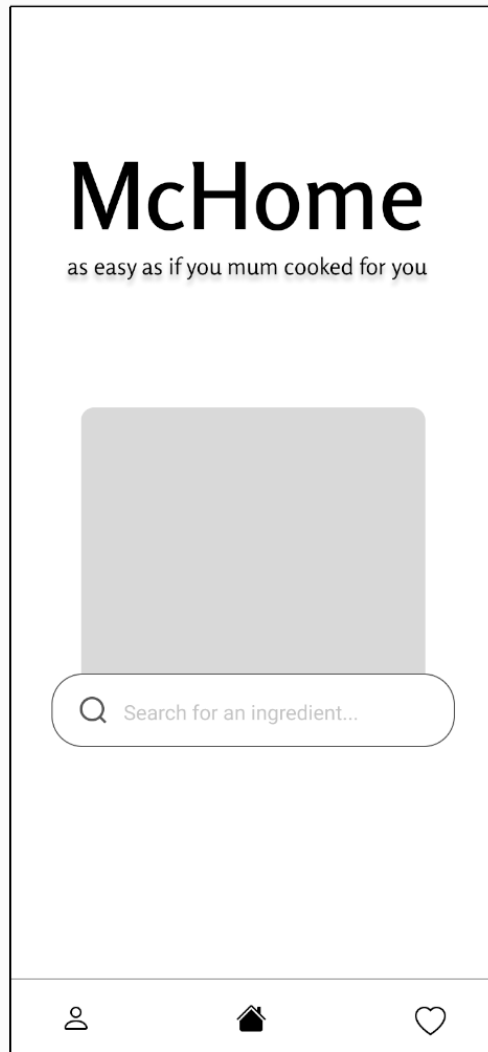 McHome
as easy as if you mum cooked for you
Search for an ingredient...